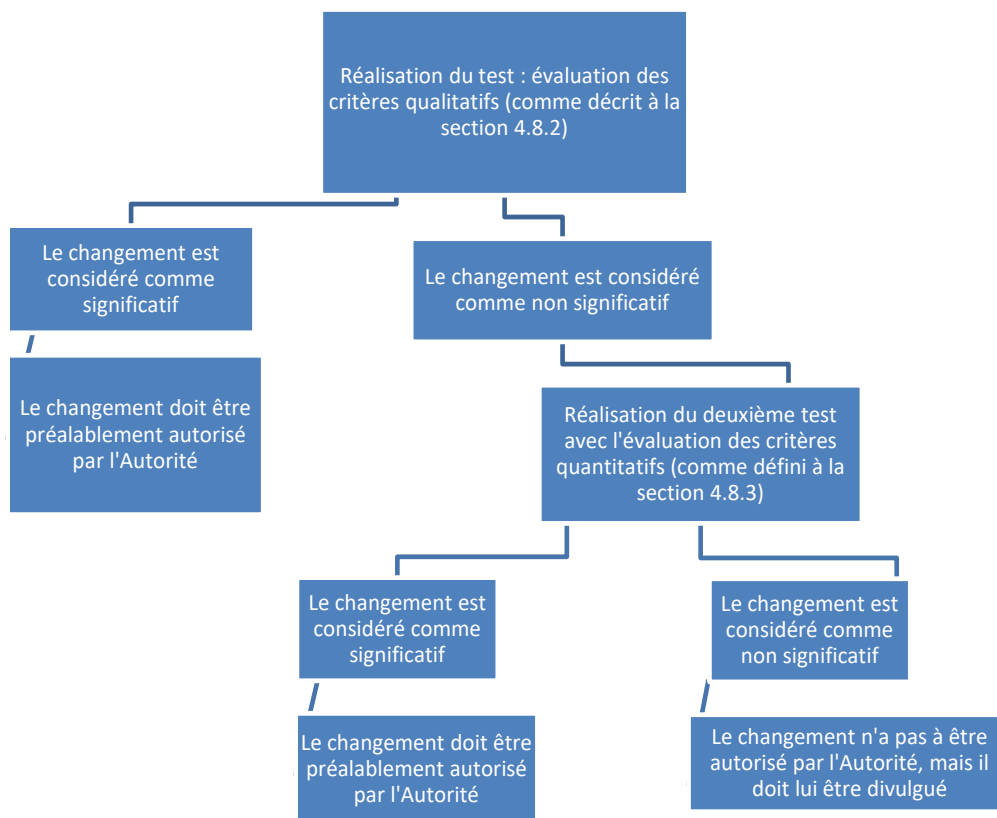 Réalisation du test : évaluation des
critères qualitatifs (comme décrit à la
section 4.8.2)
Le changement est
considéré comme
significatif
Le changement est considéré
comme non significatif
Le changement doit être
préalablement autorisé
par l'Autorité
Réalisation du deuxième test
avec l'évaluation des critères
quantitatifs (comme défini à la
section 4.8.3)
Le changement est
considéré comme
significatif
Le changement est
considéré comme
non significatif
Le changement doit être
préalablement autorisé
par l'Autorité
Le changement n'a pas à être
autorisé par l'Autorité, mais il
doit lui être divulgué